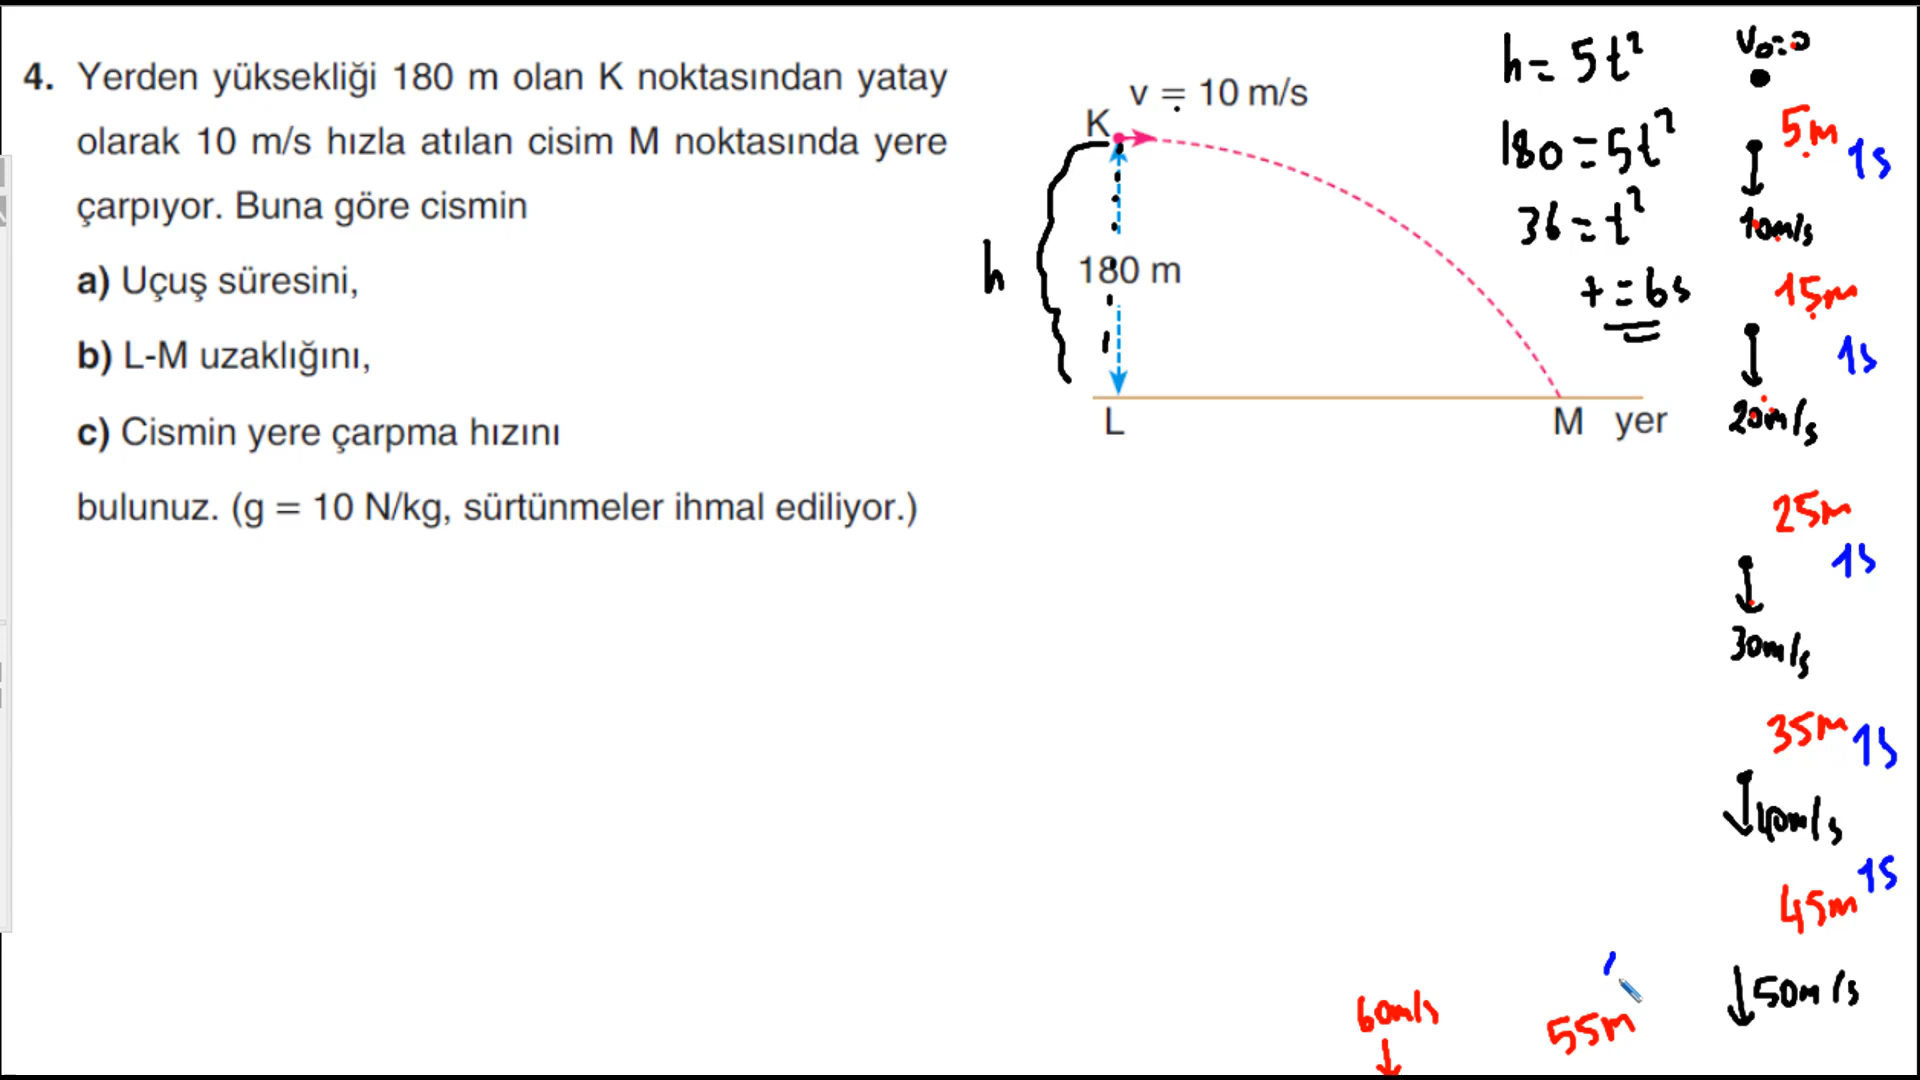 4. Yerden yüksekliği 180 m olan K noktasından yatay
olarak 10 m/s hızla atılan cisim M noktasında yere
çarpıyor. Buna göre cismin
a) Uçuş süresini,
b) L-M uzaklığını,
c) Cismin yere çarpma hızını
bulunuz. (g = 10 N/kg, sürtünmeler ihmal ediliyor.)
v = 10 m/s
K
h
180 m
L
M yer
h = 5t²
180 = 5t²
36 = t²
t = 6s
V₀ = 0
5m
1s
10m/s
15m
1s
20m/s
25m
1s
30m/s
35m
1s
40m/s
1s
45m
50m/s
55m
60m/s